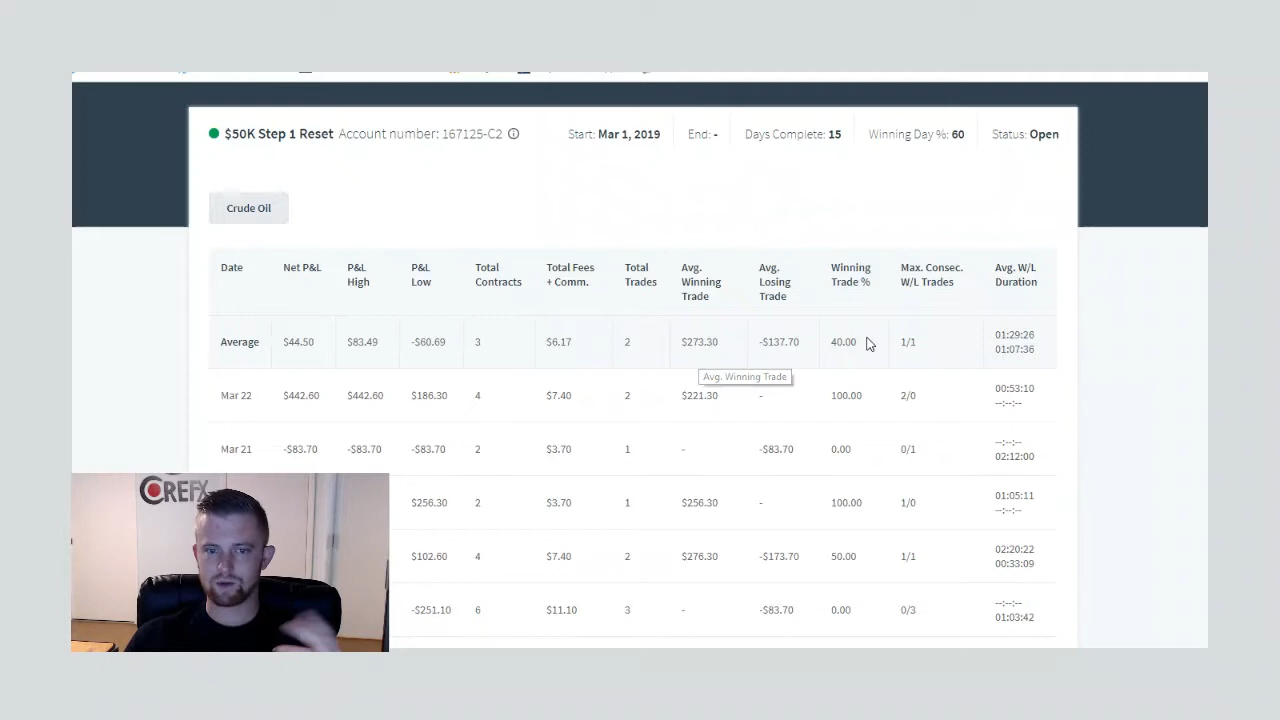 $50K Step 1 Reset Account number: 167125-C2 Start: Mar 1, 2019 End: - Days Complete: 15 Winning Day %: 60 Status: Open
Crude Oil
Date Net P&L P&L High P&L Low Total Contracts Total Fees + Comm. Total Trades Avg. Winning Trade Avg. Losing Trade Winning Trade % Max. Consec. W/L Trades Avg. W/L Duration
Average $44.50 $83.49 -$60.69 3 $6.17 2 $273.30 -$137.70 40.00 1/1 01:29:26 01:07:36
Avg. Winning Trade
Mar 22 $442.60 $442.60 $186.30 4 $7.40 2 $221.30 - 100.00 2/0 00:53:10 --:--:--
Mar 21 -$83.70 -$83.70 -$83.70 2 $3.70 1 - -$83.70 0.00 0/1 --:--:-- 02:12:00
$256.30 2 $3.70 1 $256.30 - 100.00 1/0 01:05:11 --:--:--
$102.60 4 $7.40 2 $276.30 -$173.70 50.00 1/1 02:20:22 00:33:09
-$251.10 6 $11.10 3 - -$83.70 0.00 0/3 --:--:-- 01:03:42
COREFX